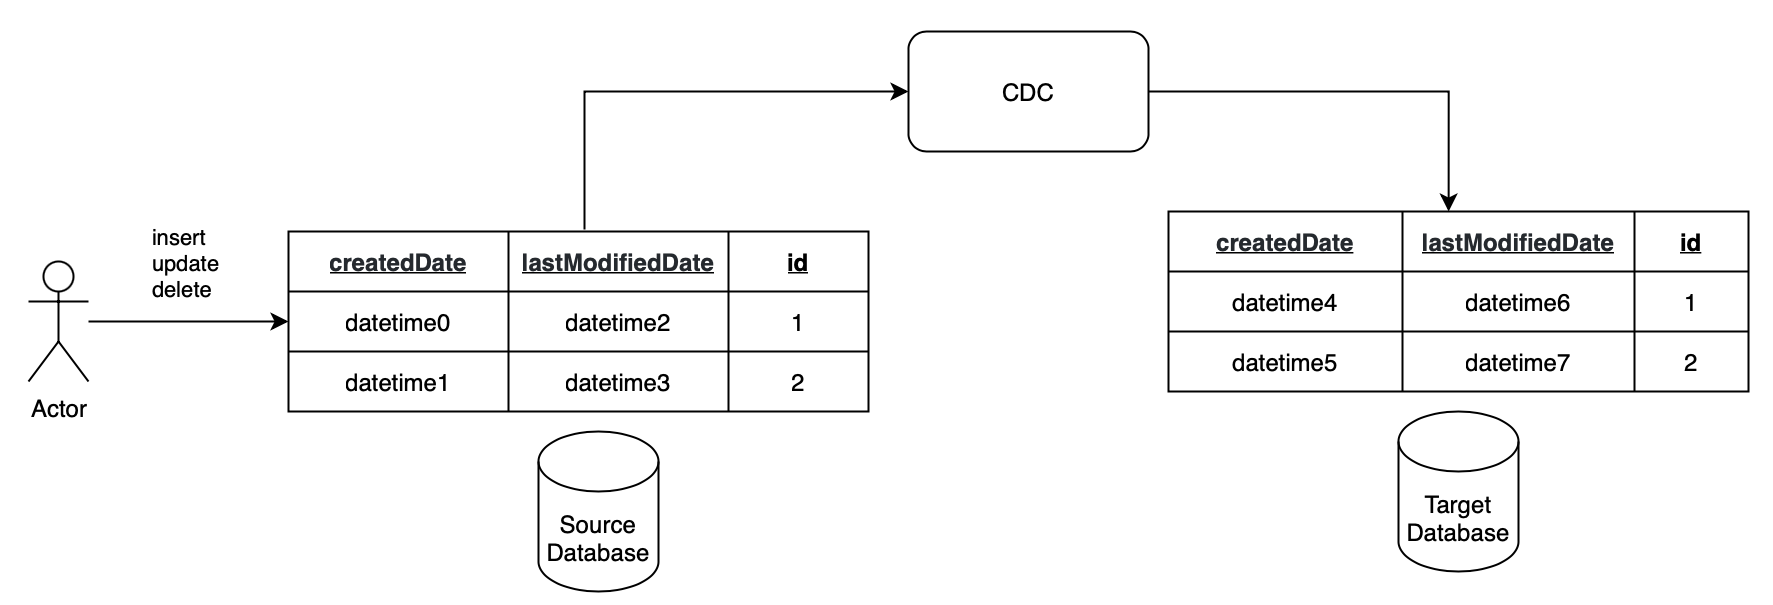 CDC
insert
update
delete
Actor
createdDate lastModifiedDate id
datetime0 datetime2 1
datetime1 datetime3 2
Source
Database
createdDate lastModifiedDate id
datetime4 datetime6 1
datetime5 datetime7 2
Target
Database